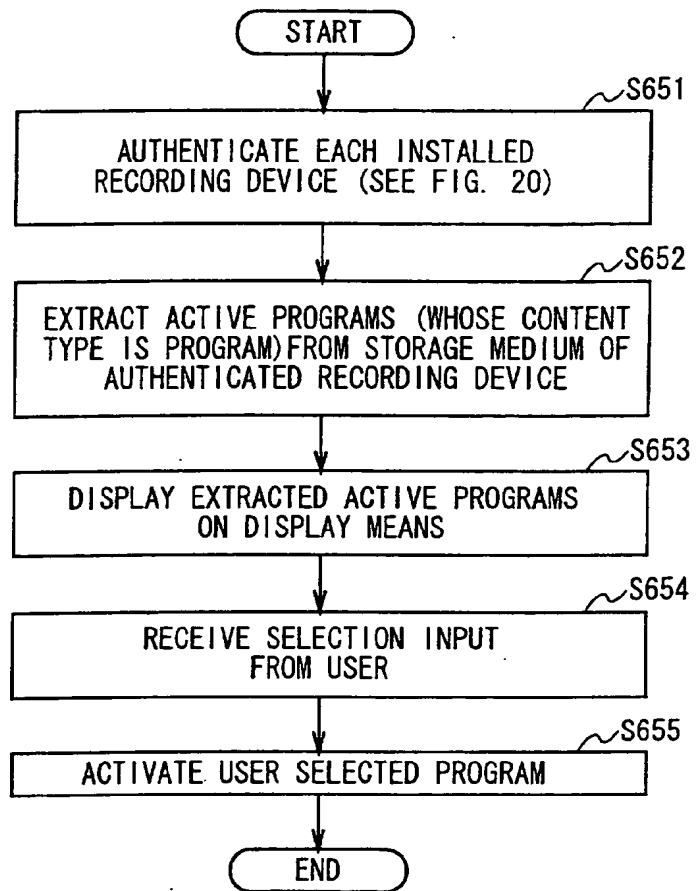 START
S651
AUTHENTICATE EACH INSTALLED
RECORDING DEVICE (SEE FIG. 20)
S652
EXTRACT ACTIVE PROGRAMS (WHOSE CONTENT
TYPE IS PROGRAM)FROM STORAGE MEDIUM OF
AUTHENTICATED RECORDING DEVICE
S653
DISPLAY EXTRACTED ACTIVE PROGRAMS
ON DISPLAY MEANS
S654
RECEIVE SELECTION INPUT
FROM USER
S655
ACTIVATE USER SELECTED PROGRAM
END